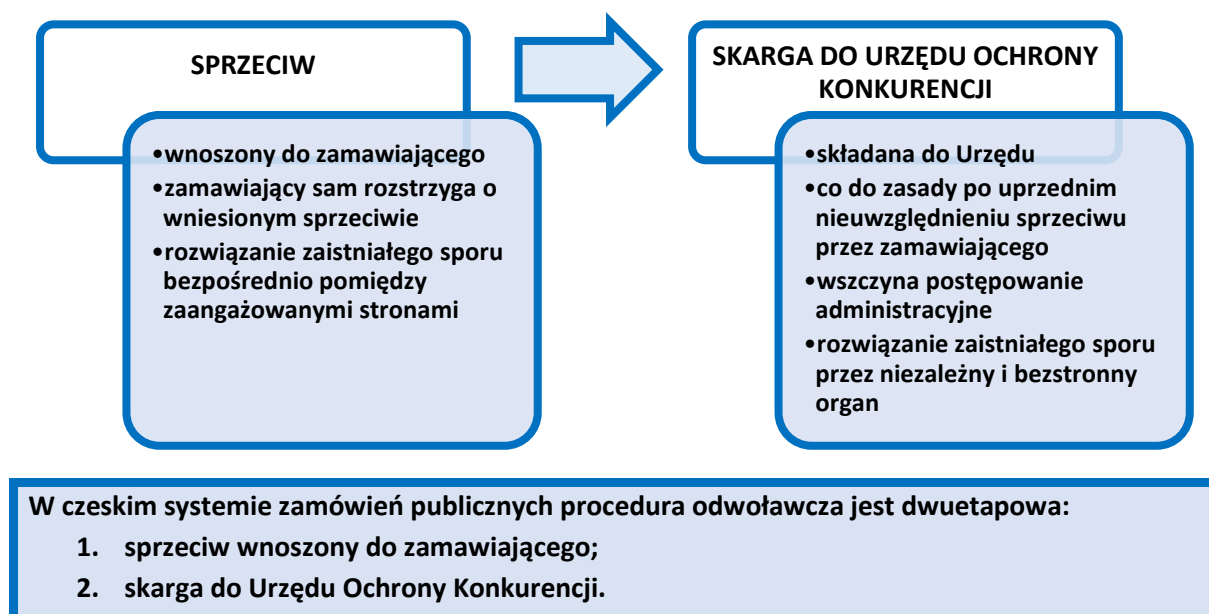 SPRZECIW
•wnoszony do zamawiającego
•zamawiający sam rozstrzyga o
wniesionym sprzeciwie
•rozwiązanie zaistniałego sporu
bezpośrednio pomiędzy
zaangażowanymi stronami
SKARGA DO URZĘDU OCHRONY
KONKURENCJI
•składana do Urzędu
•co do zasady po uprzednim
nieuwzględnieniu sprzeciwu
przez zamawiającego
•wszczyna postępowanie
administracyjne
•rozwiązanie zaistniałego sporu
przez niezależny i bezstronny
organ
W czeskim systemie zamówień publicznych procedura odwoławcza jest dwuetapowa:
1. sprzeciw wnoszony do zamawiającego;
2. skarga do Urzędu Ochrony Konkurencji.